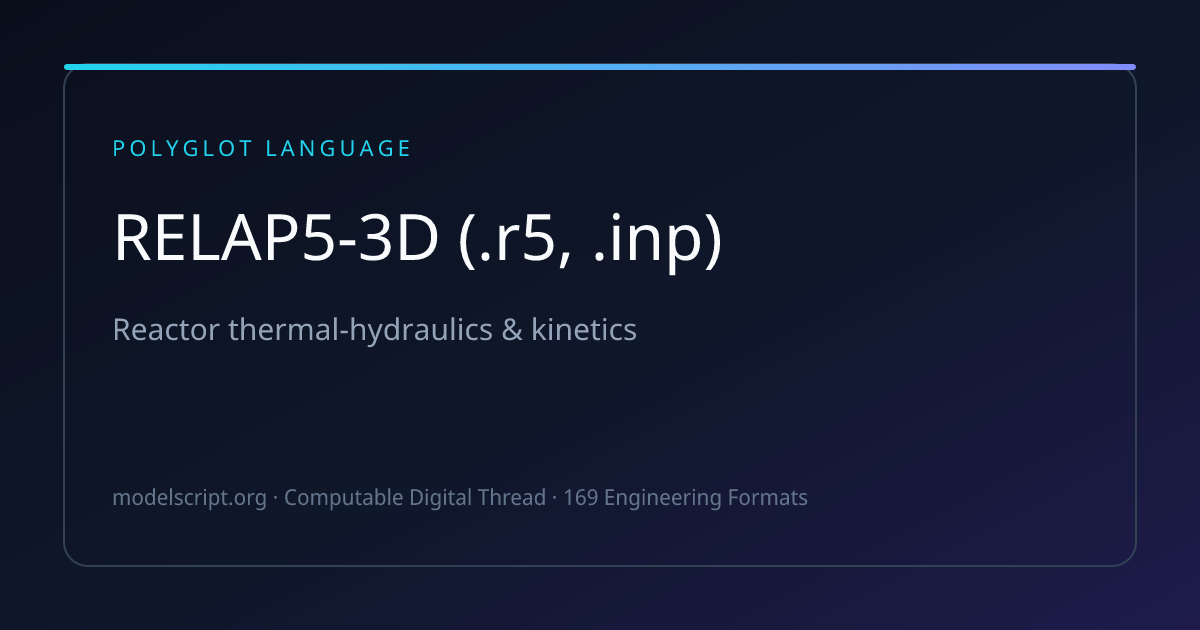 POLYGLOT LANGUAGE
RELAP5-3D (.r5, .inp)
Reactor thermal-hydraulics & kinetics
modelscript.org · Computable Digital Thread · 169 Engineering Formats